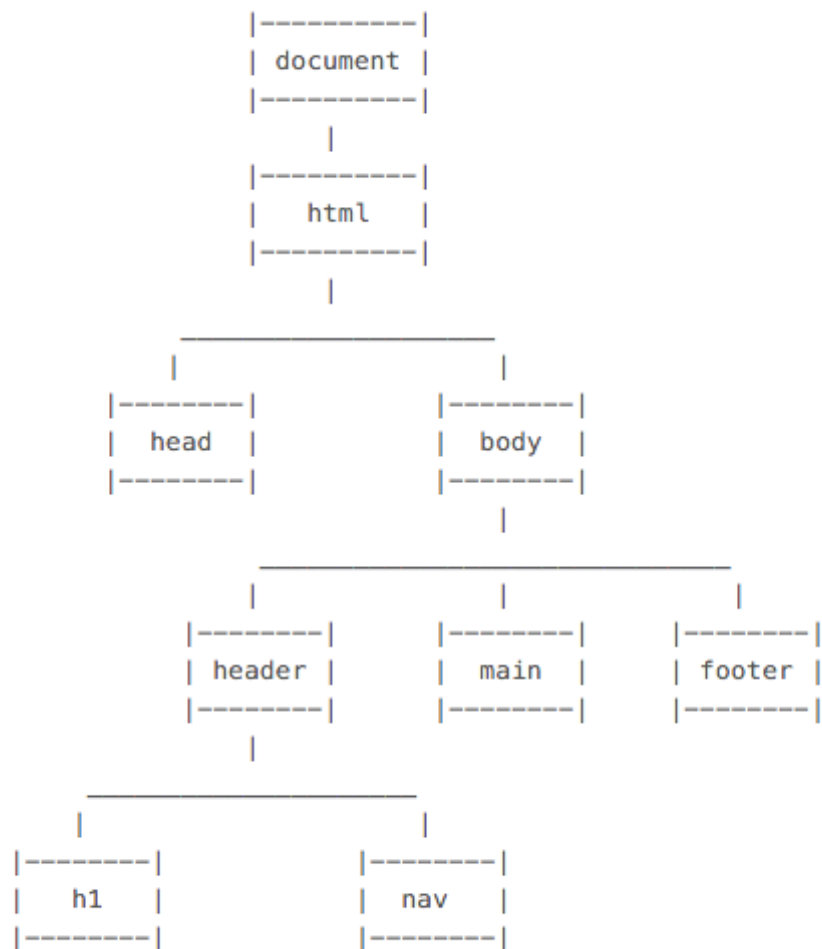 document
html
head body
header main footer
h1 nav